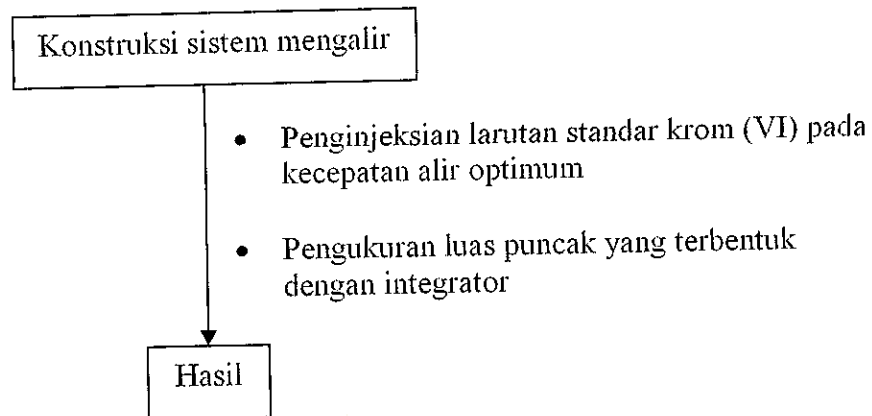 Konstruksi sistem mengalir
• Penginjeksian larutan standar krom (VI) pada
kecepatan alir optimum
• Pengukuran luas puncak yang terbentuk
dengan integrator
Hasil